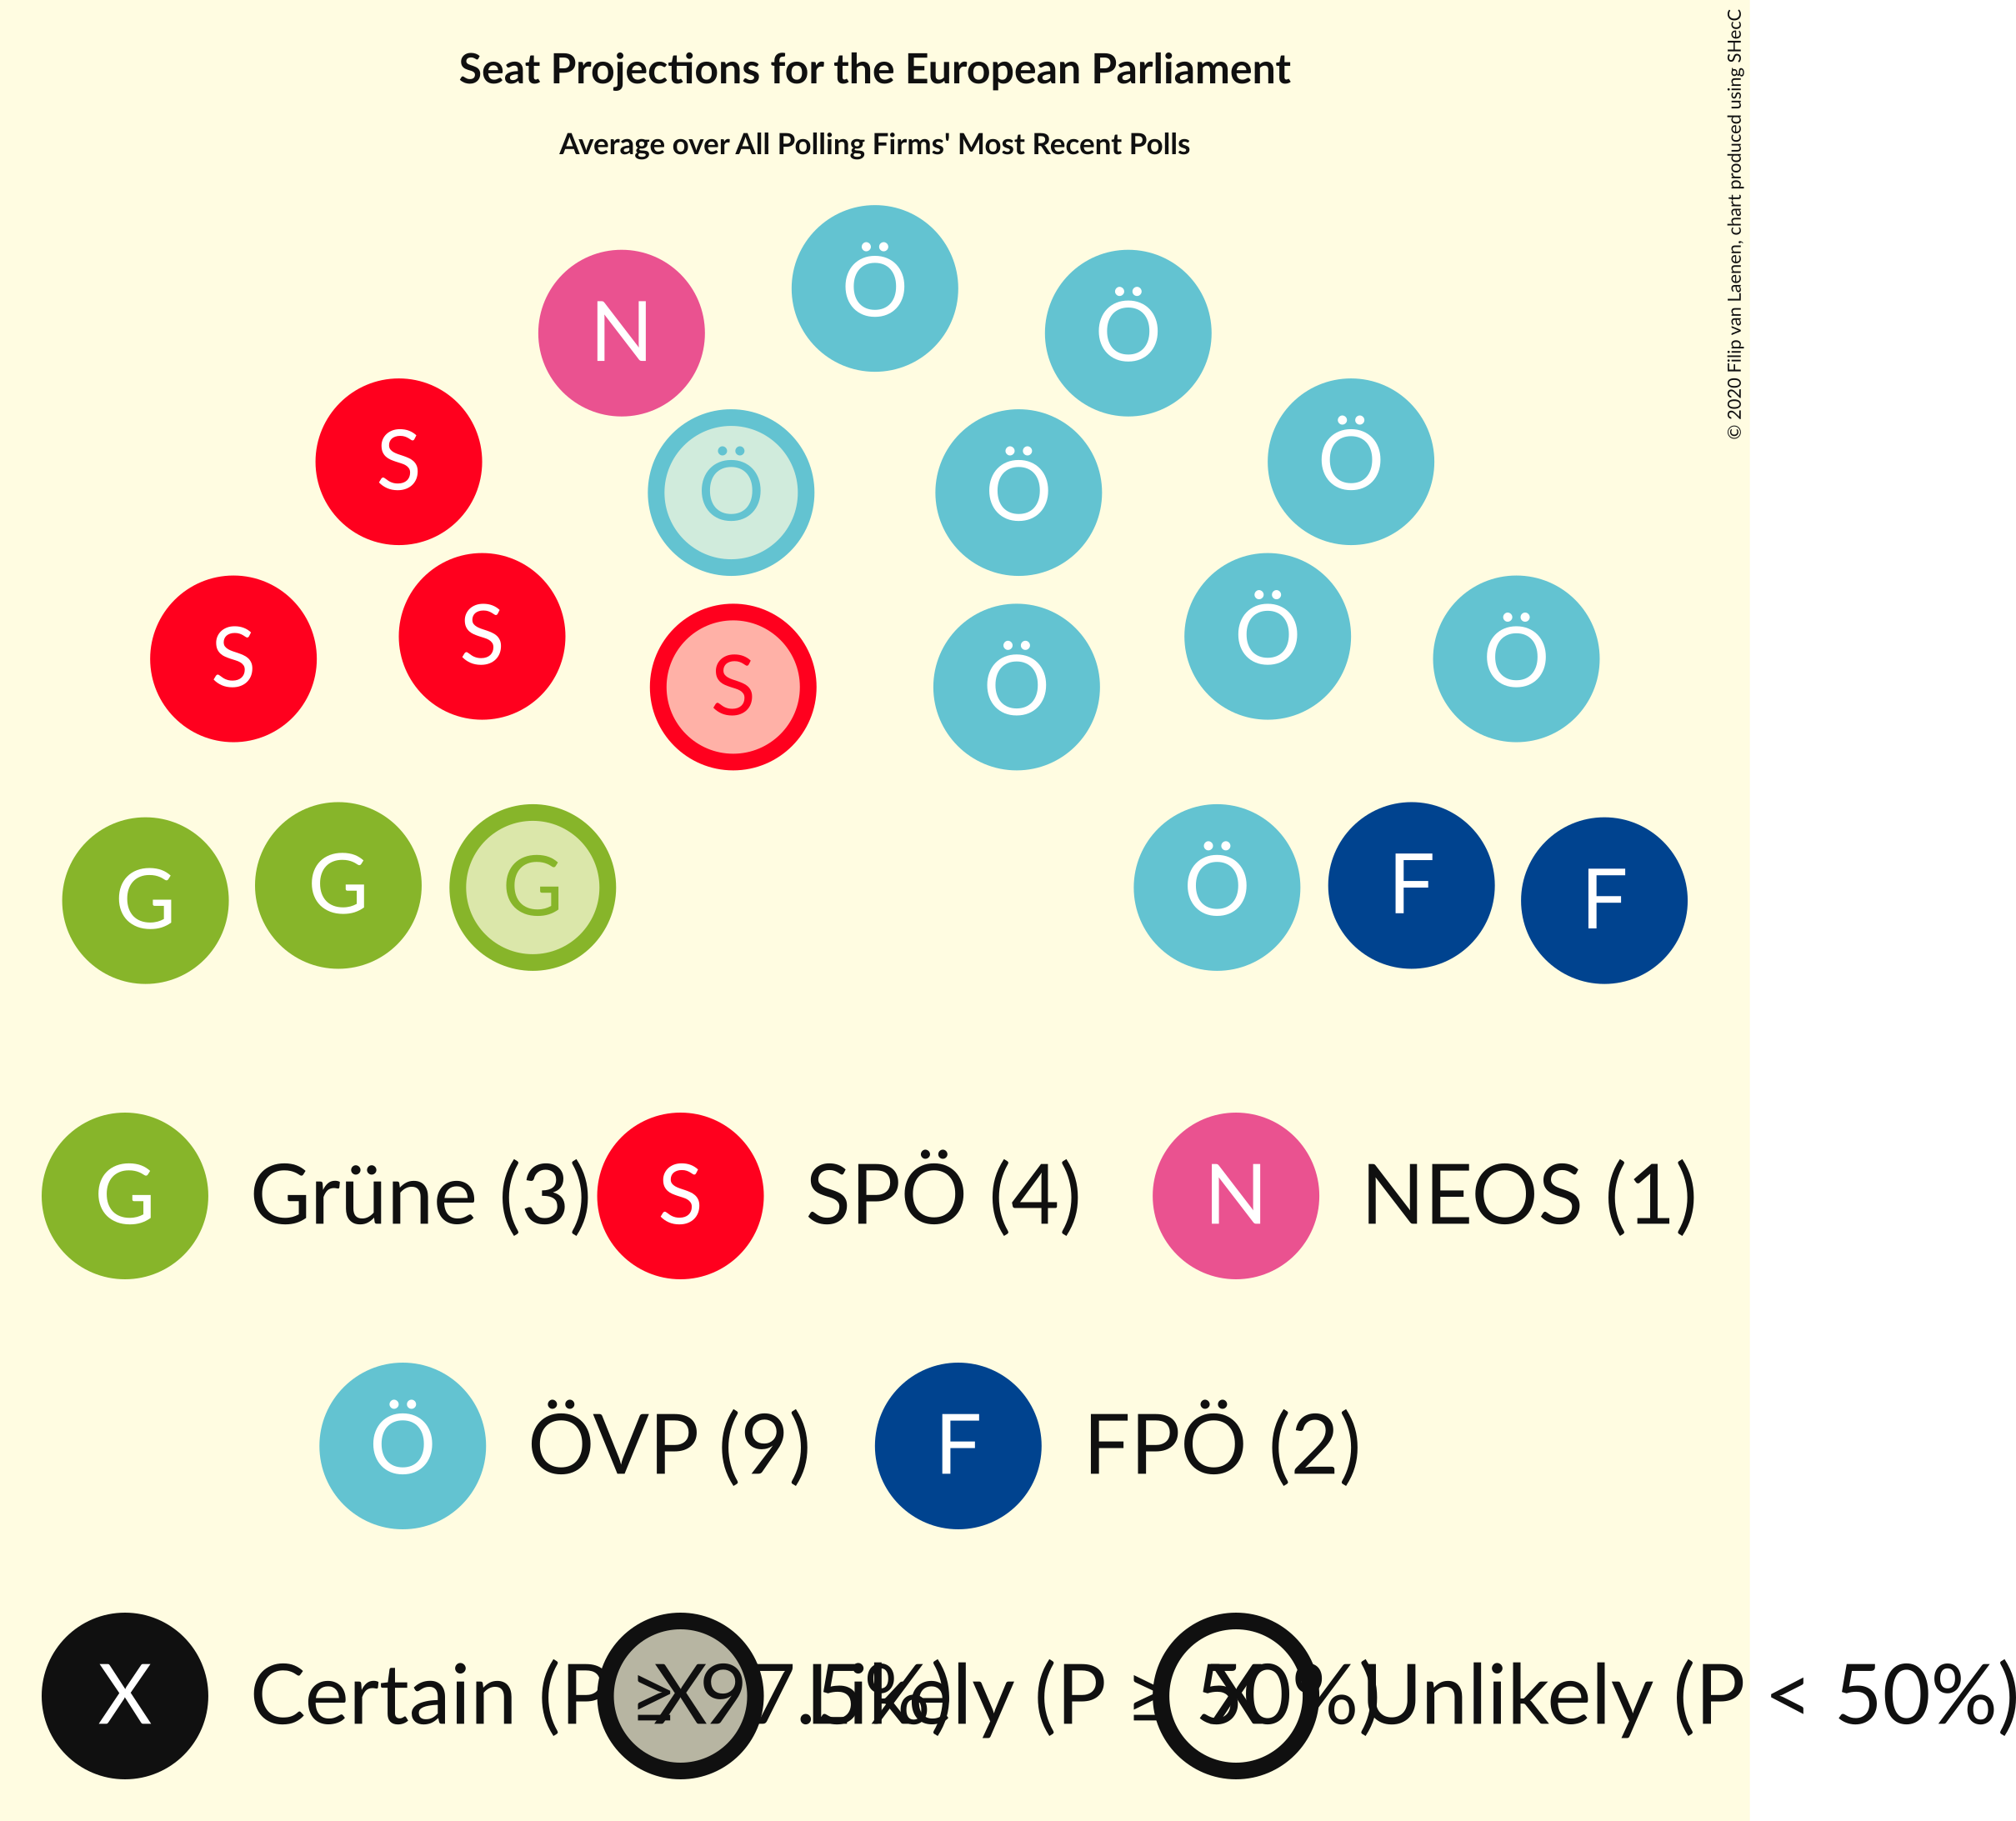 Seat Projections for the European Parliament
Average over All Polling Firms' Most Recent Polls
© 2020 Filip van Laenen, chart produced using SHecC
Ö
N Ö
S Ö
Ö Ö
S S Ö Ö
S Ö
G G G Ö F F
G Grüne (3) S SPÖ (4) N NEOS (1)
Ö ÖVP (9) F FPÖ (2)
X Certain (P ≥ 97.5%) X Likely (P ≥ 50%) X Unlikely (P < 50%)